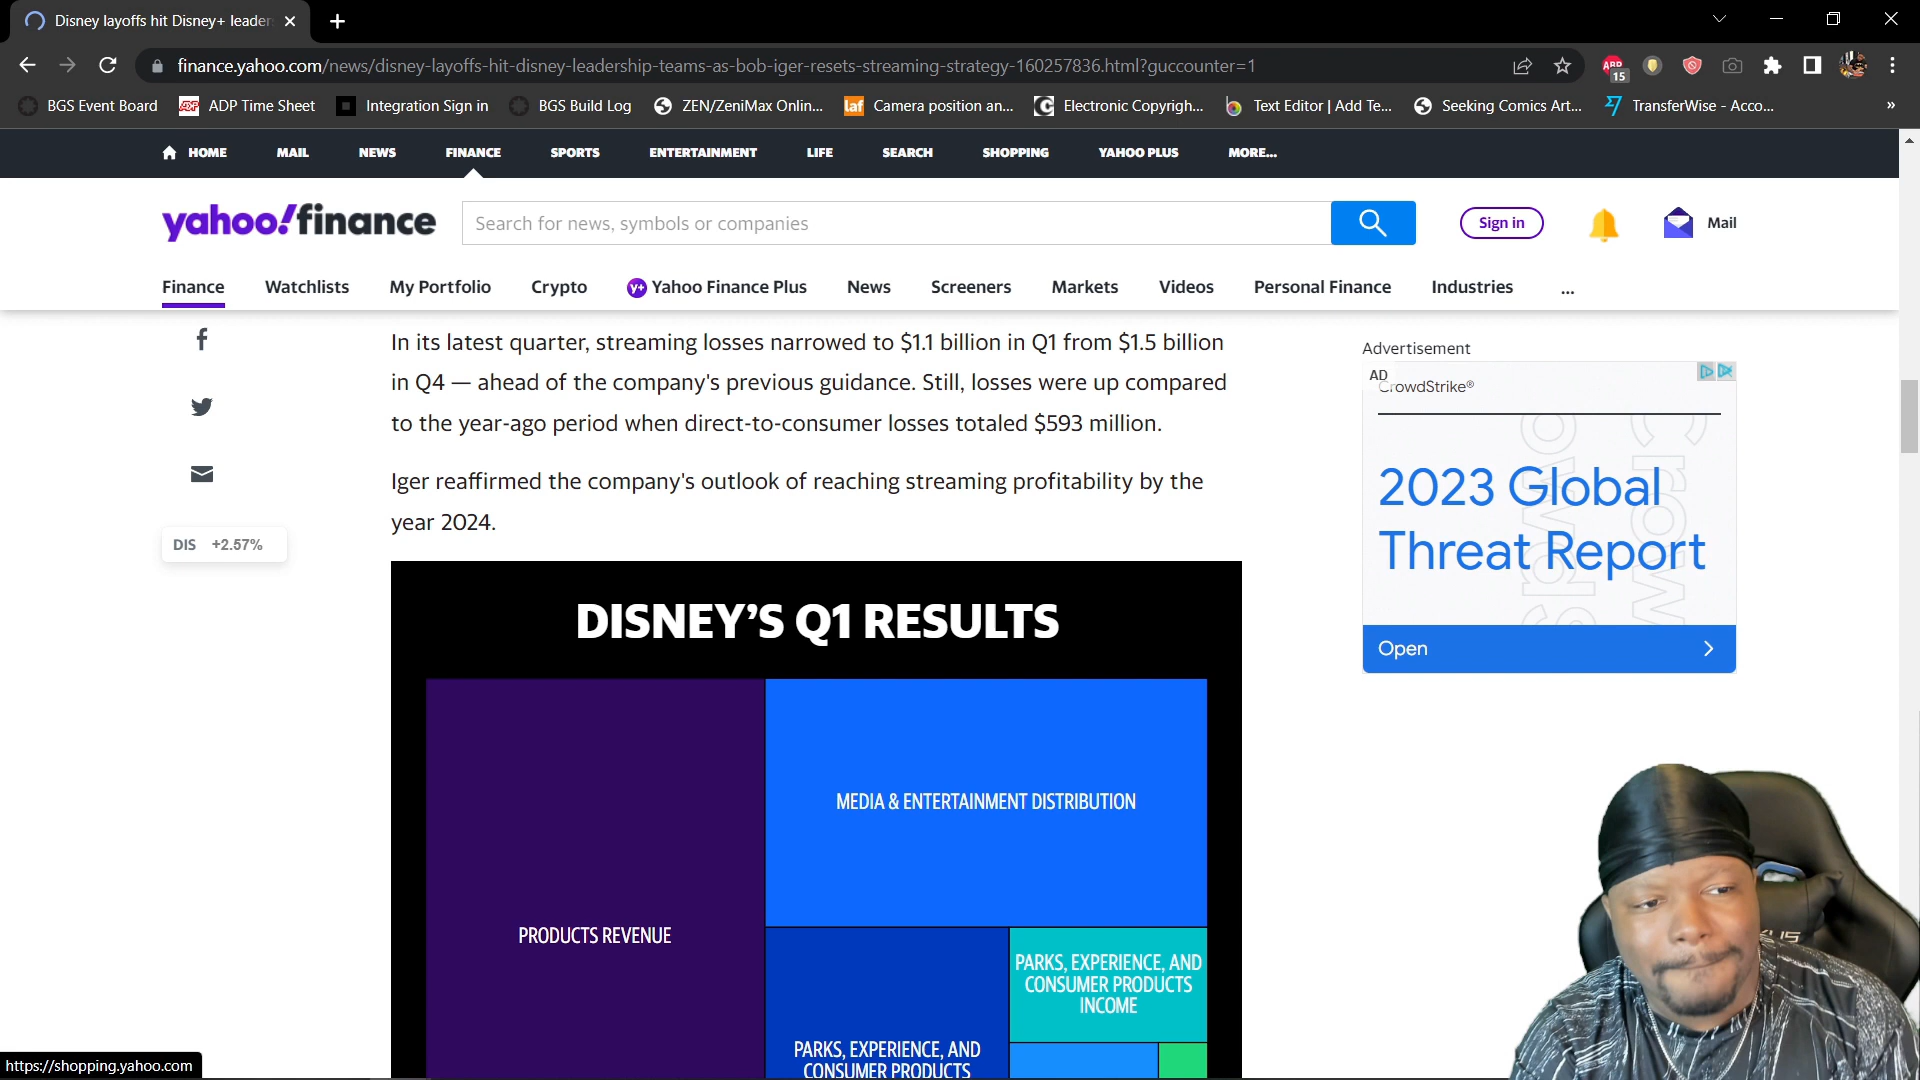 Disney layoffs hit Disney+ leader
finance.yahoo.com/news/disney-layoffs-hit-disney-leadership-teams-as-bob-iger-resets-streaming-strategy-160257836.html?guccounter=1
ABP
15
BGS Event Board
ADP Time Sheet
Integration Sign in
BGS Build Log
ZEN/ZeniMax Onlin...
laf
Camera position an...
Electronic Copyrigh...
Text Editor | Add Te...
Seeking Comics Art...
TransferWise - Acco...
»
HOME
MAIL
NEWS
FINANCE
SPORTS
ENTERTAINMENT
LIFE
SEARCH
SHOPPING
YAHOO PLUS
MORE...
yahoo!finance
Search for news, symbols or companies
Sign in
Mail
Finance
Watchlists
My Portfolio
Crypto
y+ Yahoo Finance Plus
News
Screeners
Markets
Videos
Personal Finance
Industries
...
In its latest quarter, streaming losses narrowed to $1.1 billion in Q1 from $1.5 billion
in Q4 — ahead of the company's previous guidance. Still, losses were up compared
to the year-ago period when direct-to-consumer losses totaled $593 million.
Iger reaffirmed the company's outlook of reaching streaming profitability by the
year 2024.
DIS +2.57%
DISNEY'S Q1 RESULTS
PRODUCTS REVENUE
MEDIA & ENTERTAINMENT DISTRIBUTION
PARKS, EXPERIENCE, AND
CONSUMER PRODUCTS
INCOME
PARKS, EXPERIENCE, AND
CONSUMER PRODUCTS
Advertisement
AD
CrowdStrike®
2023 Global
Threat Report
Open
https://shopping.yahoo.com